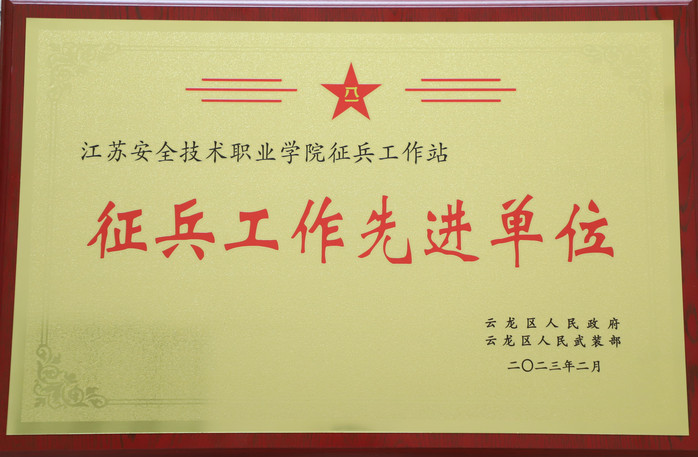 八一
江苏安全技术职业学院征兵工作站
征兵工作先进单位
云龙区人民政府
云龙区人民武装部
二〇二三年二月